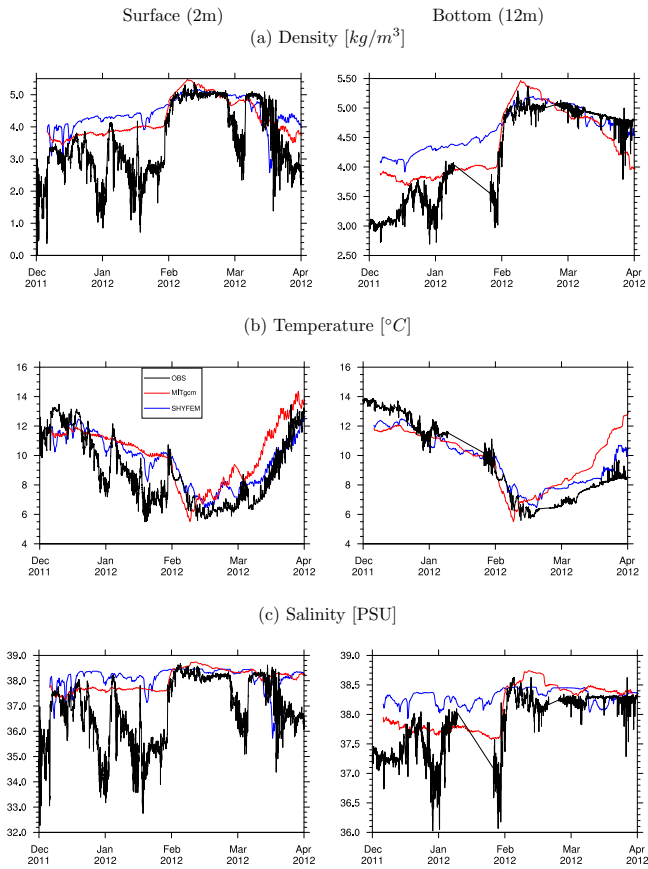 Surface (2m) Bottom (12m)
(a) Density [kg/m³]
5.0 4.0 3.0 2.0 1.0 0.0
Dec 2011 Jan 2012 Feb 2012 Mar 2012 Apr 2012
5.50 5.00 4.50 4.00 3.50 3.00 2.50
Dec 2011 Jan 2012 Feb 2012 Mar 2012 Apr 2012
(b) Temperature [°C]
16 14 12 10 8 6 4
OBS
MITgcm
SHYFEM
Dec 2011 Jan 2012 Feb 2012 Mar 2012 Apr 2012
16 14 12 10 8 6 4
Dec 2011 Jan 2012 Feb 2012 Mar 2012 Apr 2012
(c) Salinity [PSU]
39.0 38.0 37.0 36.0 35.0 34.0 33.0 32.0
Dec 2011 Jan 2012 Feb 2012 Mar 2012 Apr 2012
39.0 38.5 38.0 37.5 37.0 36.5 36.0
Dec 2011 Jan 2012 Feb 2012 Mar 2012 Apr 2012